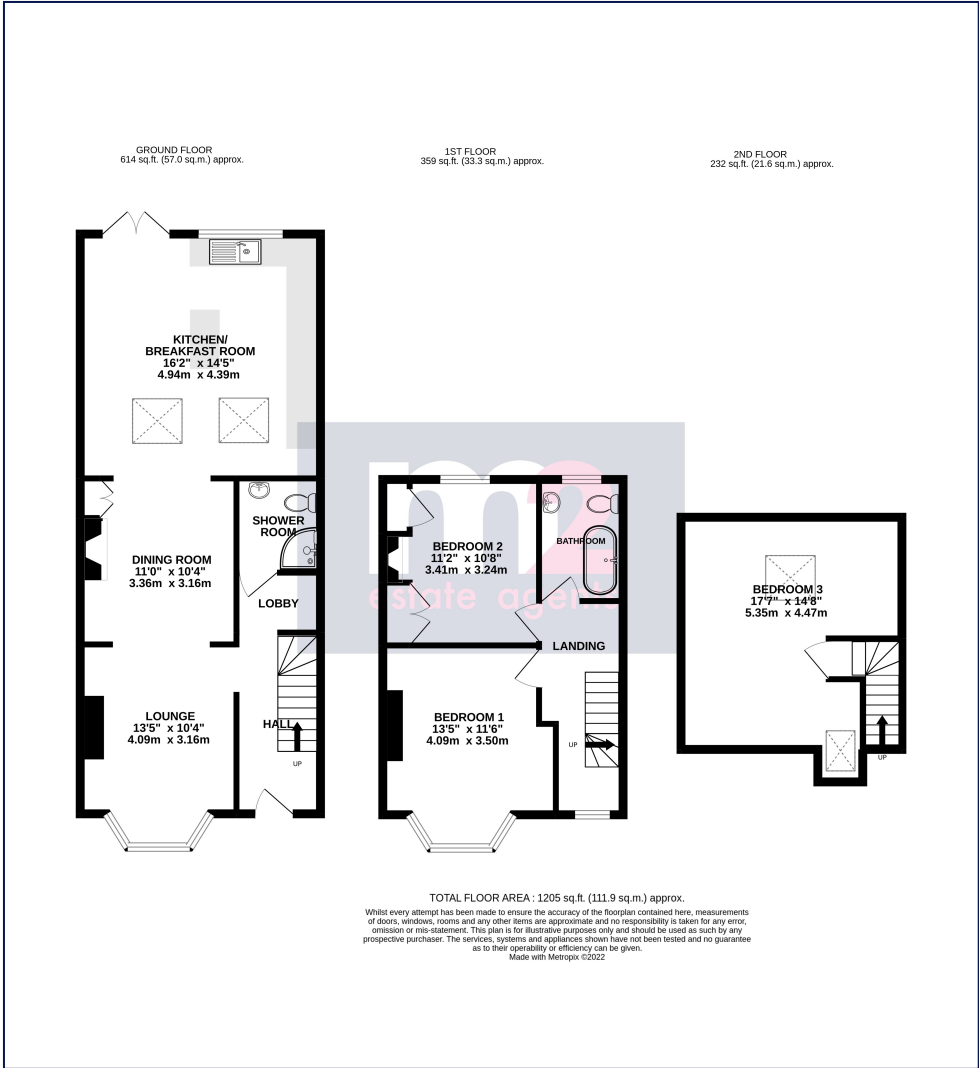 GROUND FLOOR
614 sq.ft. (57.0 sq.m.) approx.
1ST FLOOR
359 sq.ft. (33.3 sq.m.) approx.
2ND FLOOR
232 sq.ft. (21.6 sq.m.) approx.
KITCHEN/
BREAKFAST ROOM
16'2" x 14'5"
4.94m x 4.39m
SHOWER
ROOM
DINING ROOM
11'0" x 10'4"
3.36m x 3.16m
LOBBY
LOUNGE
13'5" x 10'4"
4.09m x 3.16m
HALL
UP
m2
estate agents
BEDROOM 2
11'2" x 10'8"
3.41m x 3.24m
BATHROOM
LANDING
BEDROOM 1
13'5" x 11'6"
4.09m x 3.50m
UP
BEDROOM 3
17'7" x 14'8"
5.35m x 4.47m
UP
TOTAL FLOOR AREA : 1205 sq.ft. (111.9 sq.m.) approx.
Whilst every attempt has been made to ensure the accuracy of the floorplan contained here, measurements
of doors, windows, rooms and any other items are approximate and no responsibility is taken for any error,
omission or mis-statement. This plan is for illustrative purposes only and should be used as such by any
prospective purchaser. The services, systems and appliances shown have not been tested and no guarantee
as to their operability or efficiency can be given.
Made with Metropix ©2022